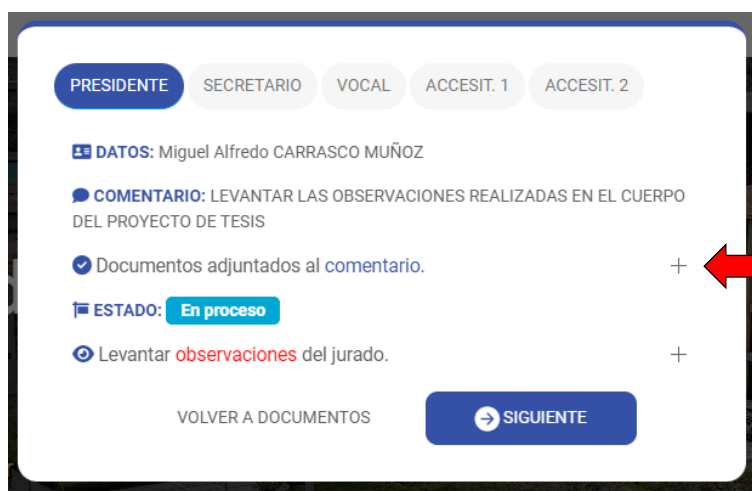 PRESIDENTE SECRETARIO VOCAL ACCESIT. 1 ACCESIT. 2
DATOS: Miguel Alfredo CARRASCO MUÑOZ
COMENTARIO: LEVANTAR LAS OBSERVACIONES REALIZADAS EN EL CUERPO
DEL PROYECTO DE TESIS
Documentos adjuntados al comentario.
ESTADO: En proceso
Levantar observaciones del jurado.
VOLVER A DOCUMENTOS SIGUIENTE